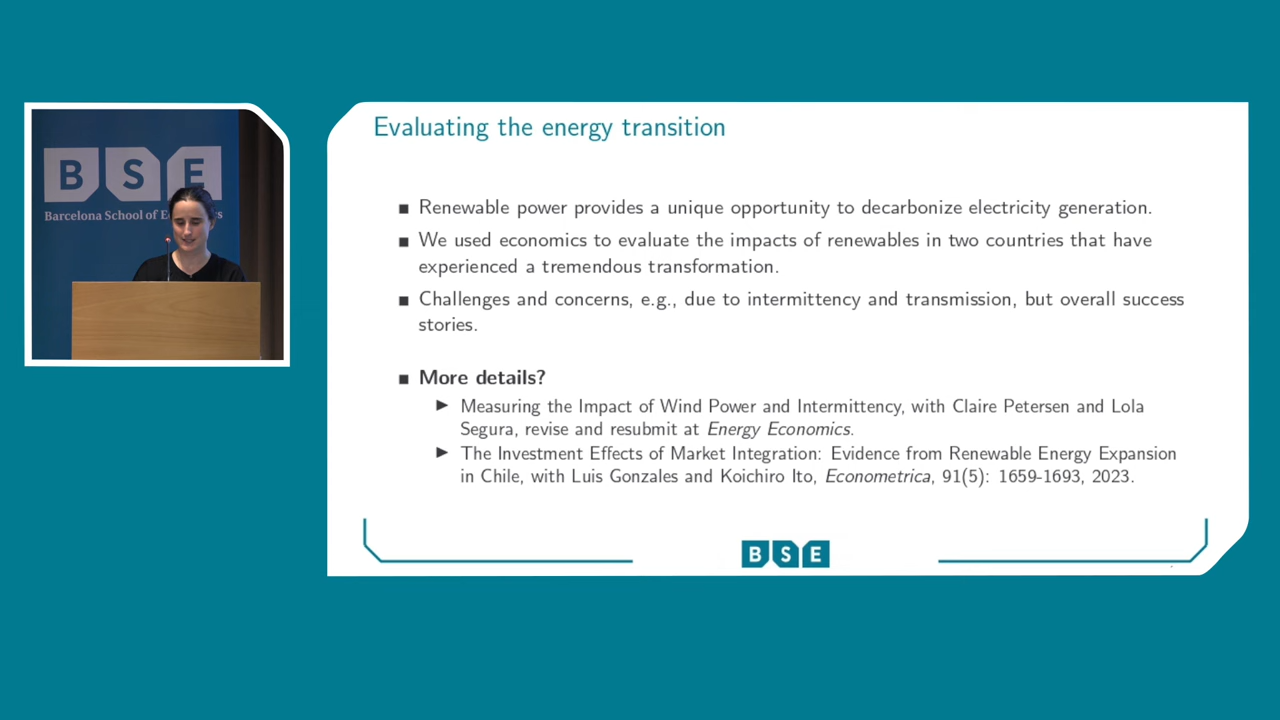 BSE
Barcelona School of E cs
Evaluating the energy transition
Renewable power provides a unique opportunity to decarbonize electricity generation.
We used economics to evaluate the impacts of renewables in two countries that have
experienced a tremendous transformation.
Challenges and concerns, e.g., due to intermittency and transmission, but overall success
stories.
More details?
Measuring the Impact of Wind Power and Intermittency, with Claire Petersen and Lola
Segura, revise and resubmit at Energy Economics.
The Investment Effects of Market Integration: Evidence from Renewable Energy Expansion
in Chile, with Luis Gonzales and Koichiro Ito, Econometrica, 91(5): 1659-1693, 2023.
BSE